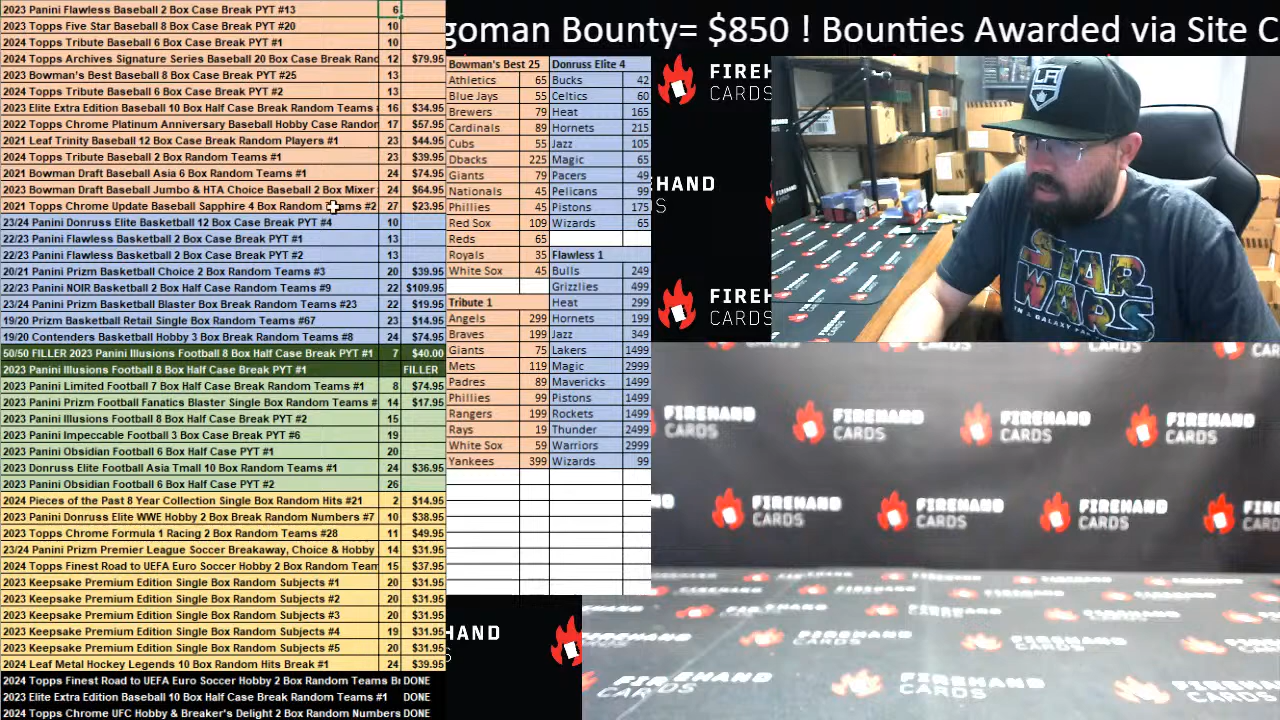 2023 Panini Flawless Baseball 2 Box Case Break PYT #13 6
2023 Topps Five Star Baseball 8 Box Case Break PYT #20 10
2024 Topps Tribute Baseball 6 Box Case Break PYT #1 10
2024 Topps Archives Signature Series Baseball 20 Box Case Break Rand 12 $79.95
2023 Bowman's Best Baseball 8 Box Case Break PYT #25 13
2024 Topps Tribute Baseball 6 Box Case Break PYT #2 13
2023 Elite Extra Edition Baseball 10 Box Half Case Break Random Teams 16 $34.95
2022 Topps Chrome Platinum Anniversary Baseball Hobby Case Random 17 $57.95
2021 Leaf Trinity Baseball 12 Box Case Break Random Players #1 23 $44.95
2024 Topps Tribute Baseball 2 Box Random Teams #1 23 $39.95
2021 Bowman Draft Baseball Asia 6 Box Random Teams #1 24 $74.95
2023 Bowman Draft Baseball Jumbo & HTA Choice Baseball 2 Box Mixer 24 $64.95
2021 Topps Chrome Update Baseball Sapphire 4 Box Random Teams #2 27 $23.95
23/24 Panini Donruss Elite Basketball 12 Box Case Break PYT #4 10
22/23 Panini Flawless Basketball 2 Box Case Break PYT #1 13
22/23 Panini Flawless Basketball 2 Box Case Break PYT #2 13
20/21 Panini Prizm Basketball Choice 2 Box Random Teams #3 20 $39.95
22/23 Panini NOIR Basketball 2 Box Half Case Random Teams #9 22 $109.95
23/24 Panini Prizm Basketball Blaster Box Break Random Teams #23 22 $19.95
19/20 Prizm Basketball Retail Single Box Random Teams #67 23 $14.95
19/20 Contenders Basketball Hobby 3 Box Break Random Teams #8 24 $74.95
50/50 FILLER 2023 Panini Illusions Football 8 Box Half Case Break PYT #1 7 $40.00
2023 Panini Illusions Football 8 Box Half Case Break PYT #1 FILLER
2023 Panini Limited Football 7 Box Half Case Break Random Teams #1 8 $74.95
2023 Panini Prizm Football Fanatics Blaster Single Box Random Teams # 14 $17.95
2023 Panini Illusions Football 8 Box Half Case Break PYT #2 15
2023 Panini Impeccable Football 3 Box Case Break PYT #6 19
2023 Panini Obsidian Football 6 Box Half Case PYT #1 20
2023 Donruss Elite Football Asia Tmall 10 Box Random Teams #1 24 $36.95
2023 Panini Obsidian Football 6 Box Half Case PYT #2 26
2024 Pieces of the Past 8 Year Collection Single Box Random Hits #21 2 $14.95
2023 Panini Donruss Elite WWE Hobby 2 Box Break Random Numbers #7 10 $38.95
2023 Topps Chrome Formula 1 Racing 2 Box Random Teams #28 11 $49.95
23/24 Panini Prizm Premier League Soccer Breakaway, Choice & Hobby 14 $31.95
2024 Topps Finest Road to UEFA Euro Soccer Hobby 2 Box Random Team 15 $37.95
2023 Keepsake Premium Edition Single Box Random Subjects #1 20 $31.95
2023 Keepsake Premium Edition Single Box Random Subjects #2 20 $31.95
2023 Keepsake Premium Edition Single Box Random Subjects #3 20 $31.95
2023 Keepsake Premium Edition Single Box Random Subjects #4 19 $31.95
2023 Keepsake Premium Edition Single Box Random Subjects #5 20 $31.95
2024 Leaf Metal Hockey Legends 10 Box Random Hits Break #1 24 $39.95
2024 Topps Finest Road to UEFA Euro Soccer Hobby 2 Box Random Teams DONE
2023 Elite Extra Edition Baseball 10 Box Half Case Break Random Teams #1 DONE
2024 Topps Chrome UFC Hobby & Breaker's Delight 2 Box Random Numbers DONE
goman Bounty= $850 ! Bounties Awarded via Site C
Bowman's Best 25
Athletics 65
Blue Jays 55
Brewers 79
Cardinals 89
Cubs 55
Dbacks 225
Giants 79
Nationals 45
Phillies 45
Red Sox 109
Reds 65
Royals 35
White Sox 45
Tribute 1
Angels 299
Braves 199
Giants 75
Mets 119
Padres 89
Phillies 99
Rangers 199
Rays 19
White Sox 59
Yankees 399
Donruss Elite 4
Bucks 42
Celtics 60
Heat 165
Hornets 215
Jazz 105
Magic 65
Pacers 49
Pelicans 99
Pistons 175
Wizards 65
Flawless 1
Bulls 249
Grizzlies 499
Heat 299
Hornets 199
Jazz 349
Lakers 1499
Magic 2999
Mavericks 1499
Pistons 1499
Rockets 1499
Thunder 2499
Warriors 2999
Wizards 99
FIREH
CARDS
HAND
FIREH
CARDS
HAND
LA
KINGS
STAR
WARS
IN A GALAXY FAR
FIREHAND
CARDS
FIREHAND
CARDS
FIREHAND
CARDS
FIREHAND
CARDS
FIREHAND
CARDS
FIREHAND
CARDS